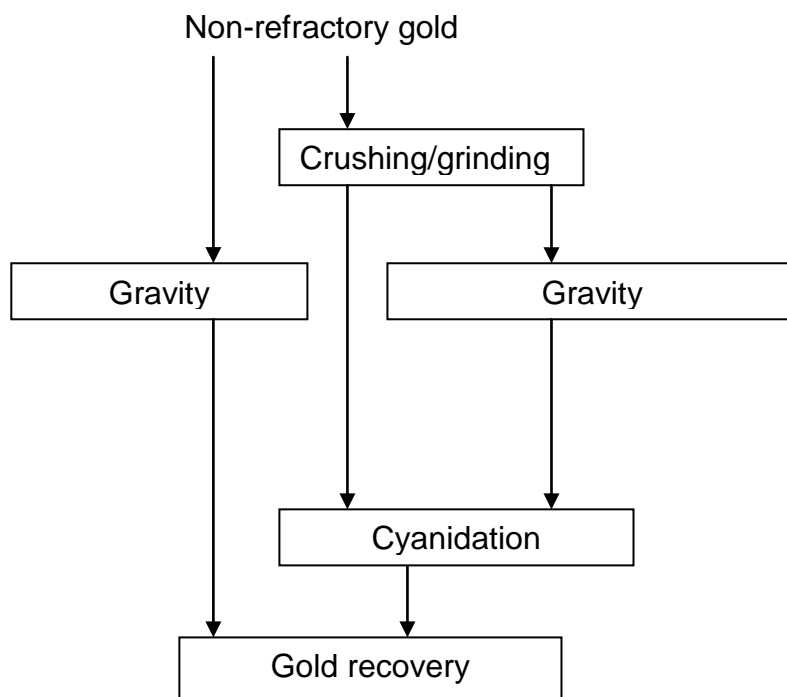 Non-refractory gold
Crushing/grinding
Gravity
Gravity
Cyanidation
Gold recovery